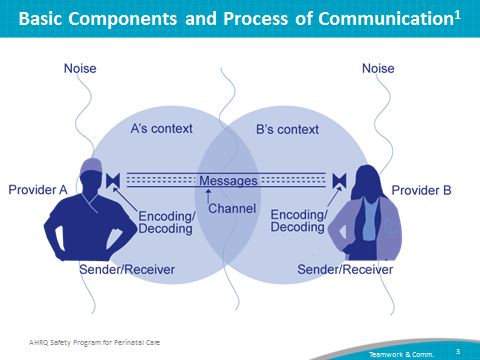 Basic Components and Process of Communication1
Noise
Noise
A's context
B's context
Messages
Channel
Provider A
Provider B
Encoding/
Decoding
Encoding/
Decoding
Sender/Receiver
Sender/Receiver
AHRQ Safety Program for Perinatal Care
Teamwork & Comm.
3